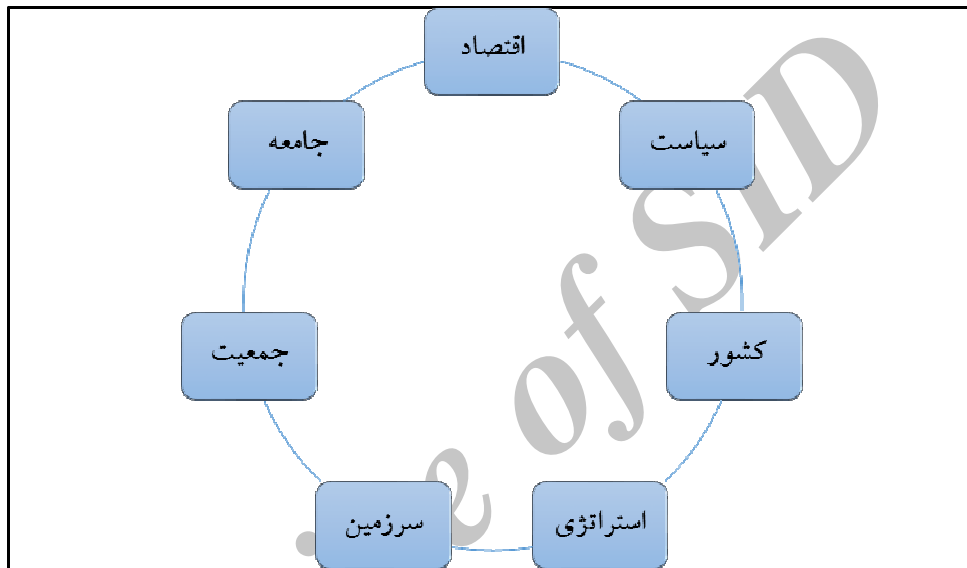 اقتصاد
سیاست
جامعه
کشور
جمعیت
استراتژی
سرزمین
e of SID